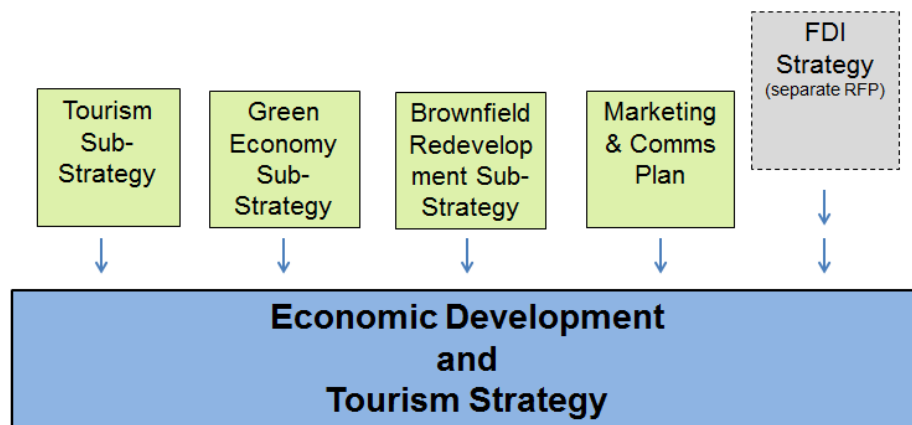 Tourism
Sub-
Strategy
Green
Economy
Sub-
Strategy
Brownfield
Redevelop
ment Sub-
Strategy
Marketing
& Comms
Plan
FDI
Strategy
(separate RFP)
Economic Development
and
Tourism Strategy